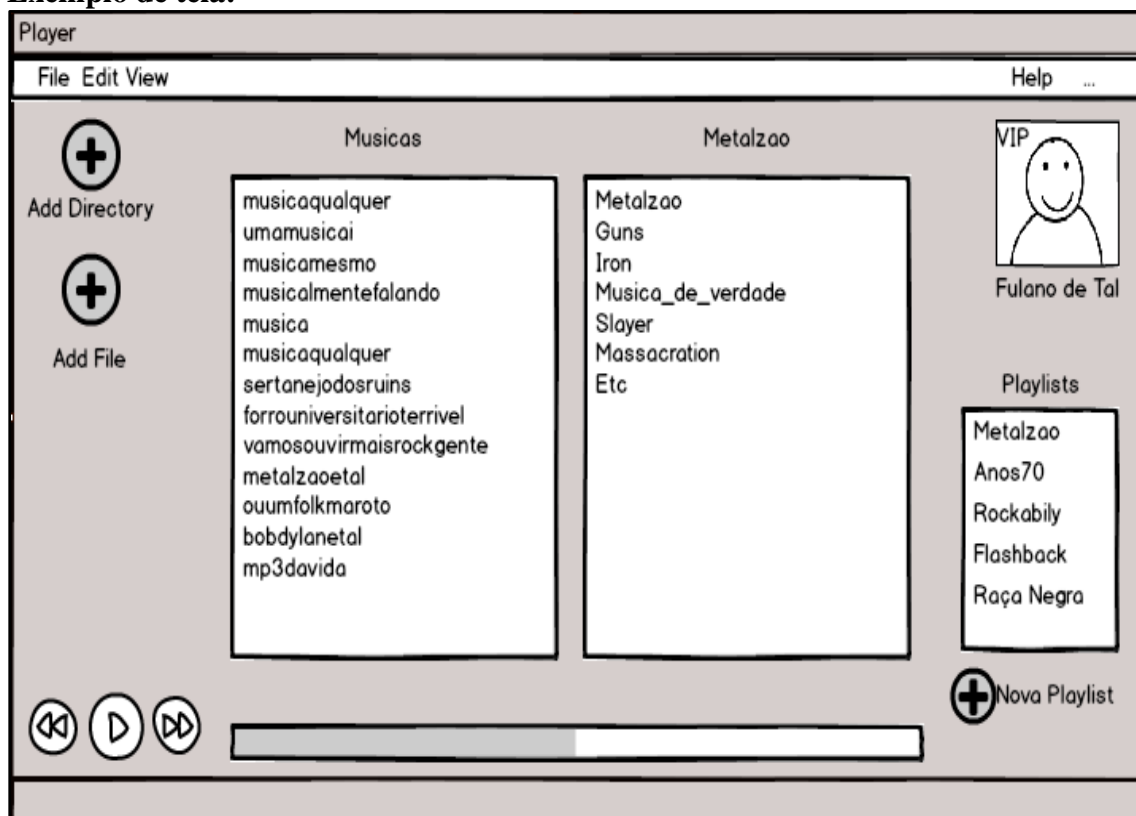 Exemplo de tela:
Player
File Edit View Help ...
Add Directory
Add File
Musicas
musicaqualquer
umamusicai
musicamesmo
musicalmentefalando
musica
musicaqualquer
sertanejodosruins
forrouniversitarioterrivel
vamosouvirmaisrockgente
metalzaoetal
ouumfolkmaroto
bobdylanetal
mp3davida
Metalzao
Metalzao
Guns
Iron
Musica_de_verdade
Slayer
Massacration
Etc
VIP
Fulano de Tal
Playlists
Metalzao
Anos70
Rockabily
Flashback
Raça Negra
Nova Playlist